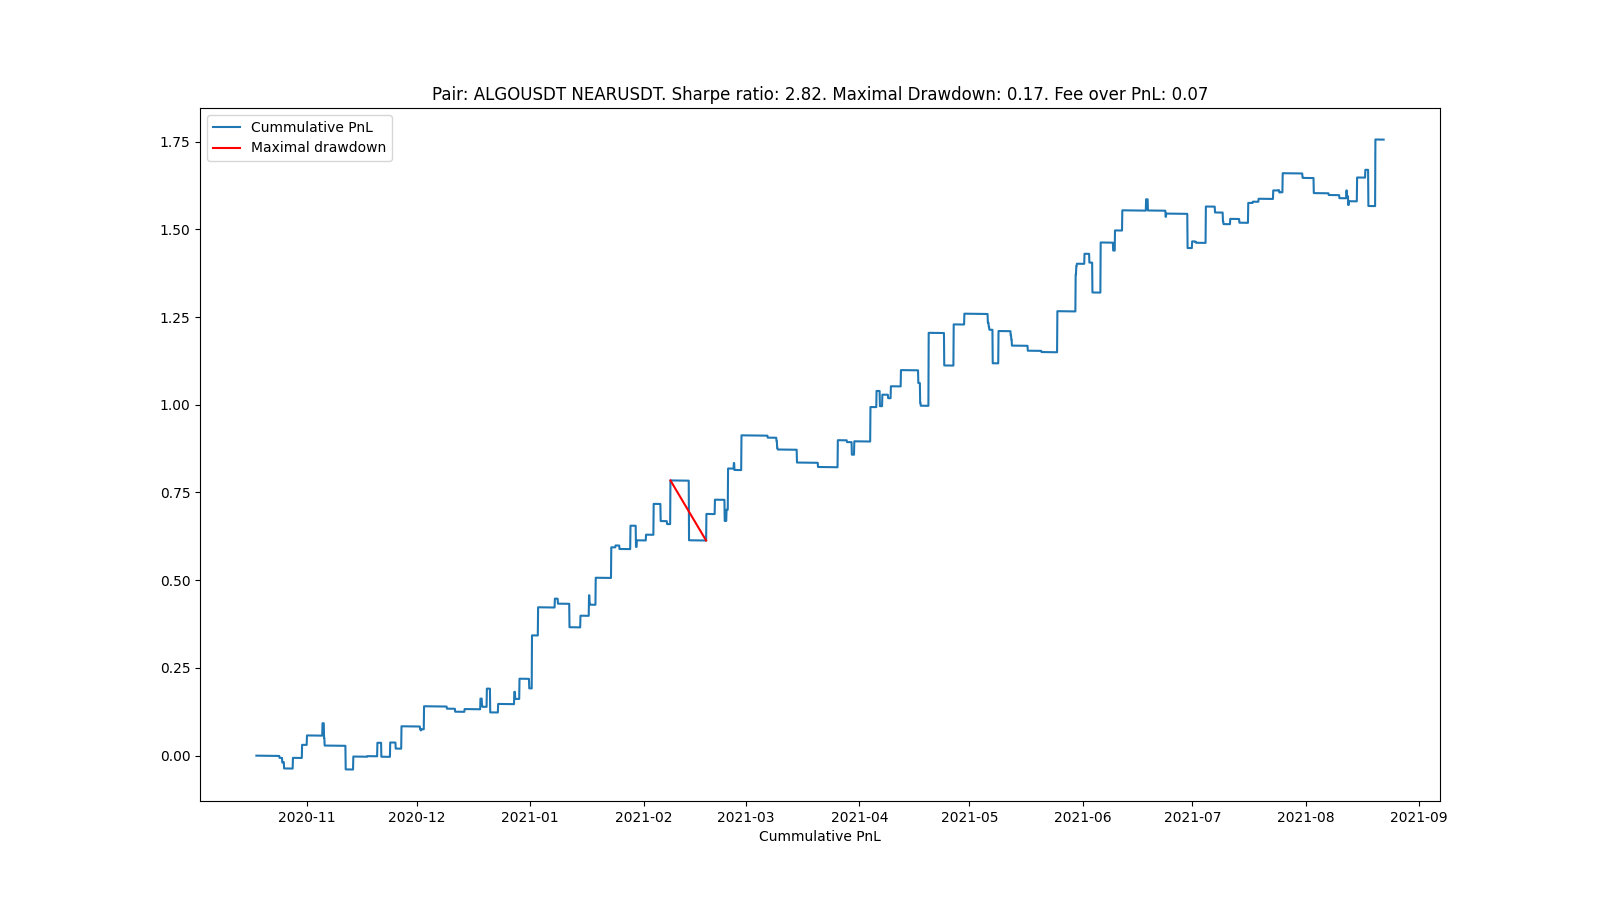 Pair: ALGOUSDT NEARUSDT. Sharpe ratio: 2.82. Maximal Drawdown: 0.17. Fee over PnL: 0.07
Cummulative PnL
Maximal drawdown
1.75
1.50
1.25
1.00
0.75
0.50
0.25
0.00
2020-11 2020-12 2021-01 2021-02 2021-03 2021-04 2021-05 2021-06 2021-07 2021-08 2021-09
Cummulative PnL